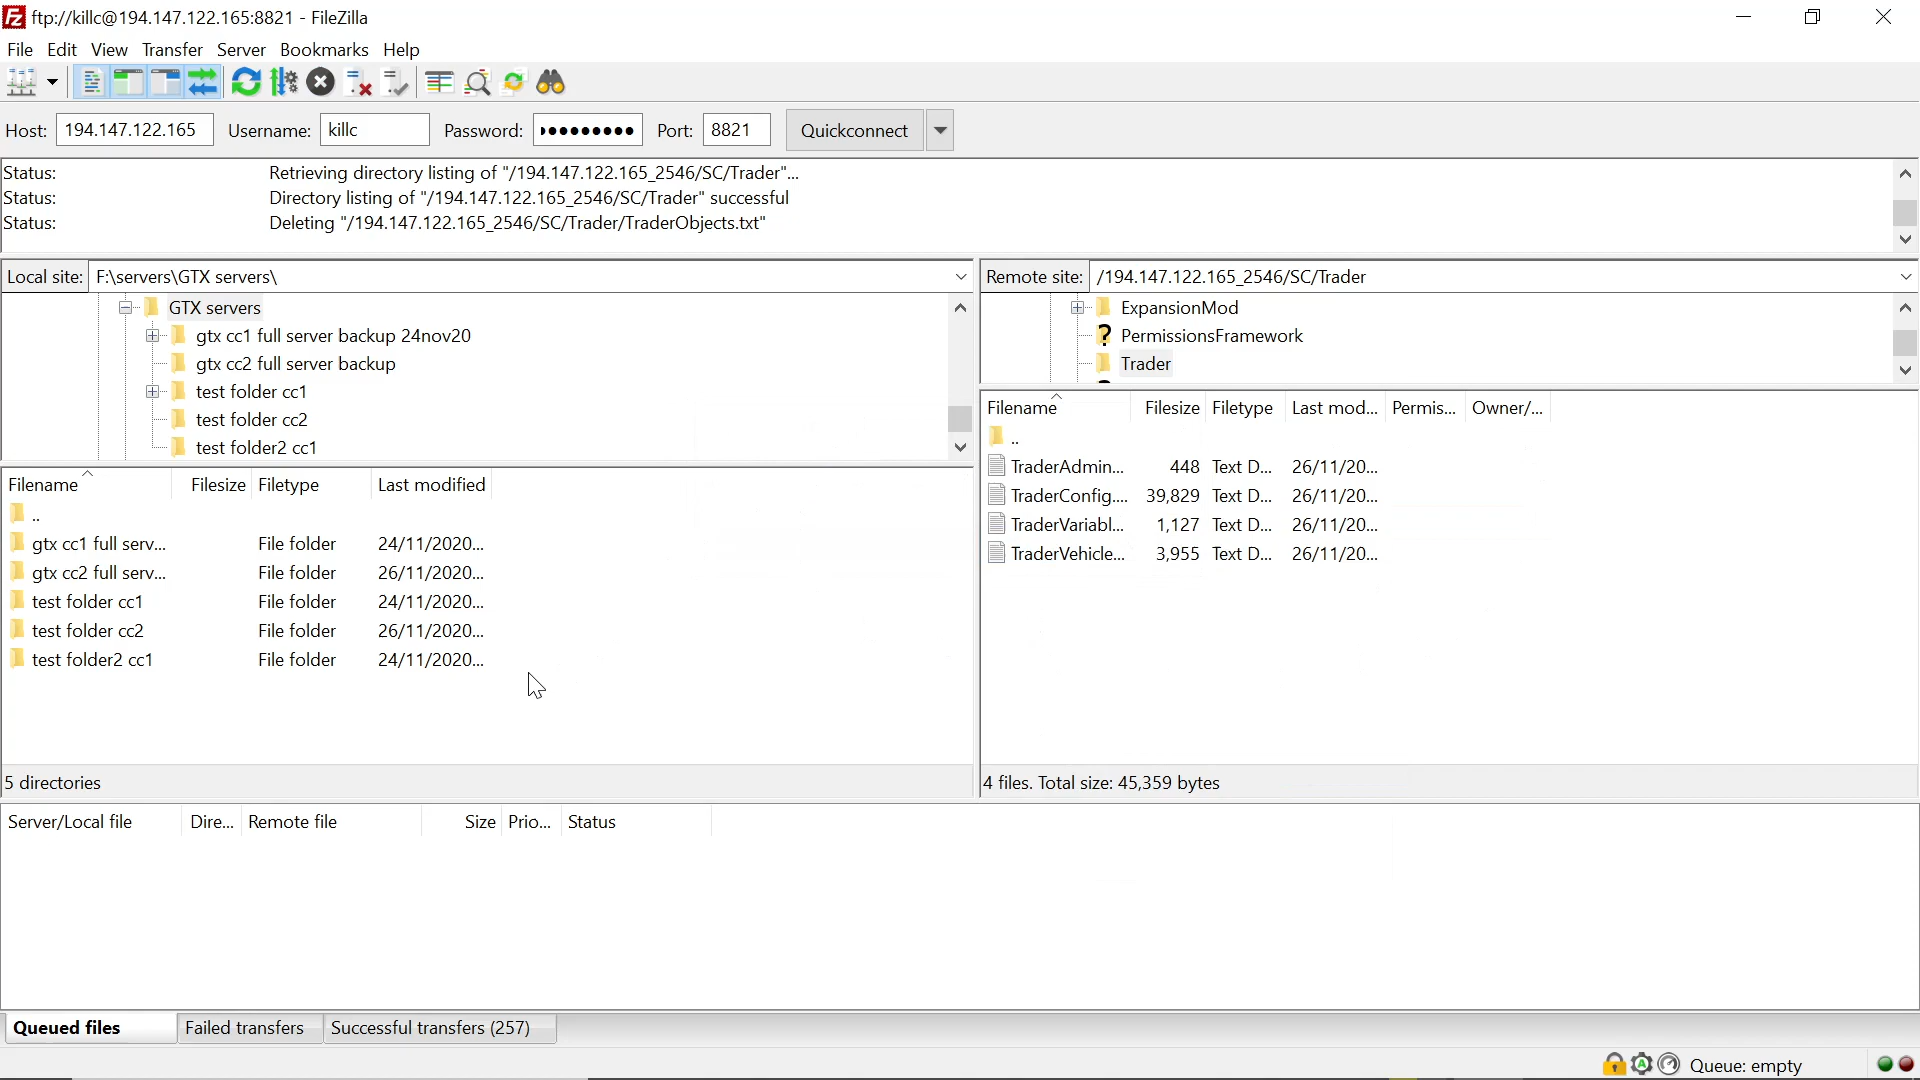 ftp://killc@194.147.122.165:8821 - FileZilla
File Edit View Transfer Server Bookmarks Help
Host: 194.147.122.165 Username: killc Password: ●●●●●●●●● Port: 8821 Quickconnect
Status: Retrieving directory listing of "/194.147.122.165_2546/SC/Trader"...
Status: Directory listing of "/194.147.122.165_2546/SC/Trader" successful
Status: Deleting "/194.147.122.165_2546/SC/Trader/TraderObjects.txt"
Local site: F:\servers\GTX servers\
GTX servers
gtx cc1 full server backup 24nov20
gtx cc2 full server backup
test folder cc1
test folder cc2
test folder2 cc1
Filename Filesize Filetype Last modified
..
gtx cc1 full serv... File folder 24/11/2020...
gtx cc2 full serv... File folder 26/11/2020...
test folder cc1 File folder 24/11/2020...
test folder cc2 File folder 26/11/2020...
test folder2 cc1 File folder 24/11/2020...
5 directories
Remote site: /194.147.122.165_2546/SC/Trader
ExpansionMod
PermissionsFramework
Trader
Filename Filesize Filetype Last mod... Permis... Owner/...
..
TraderAdmin... 448 Text D... 26/11/20...
TraderConfig.... 39,829 Text D... 26/11/20...
TraderVariabl... 1,127 Text D... 26/11/20...
TraderVehicle... 3,955 Text D... 26/11/20...
4 files. Total size: 45,359 bytes
Server/Local file Dire... Remote file Size Prio... Status
Queued files Failed transfers Successful transfers (257)
Queue: empty